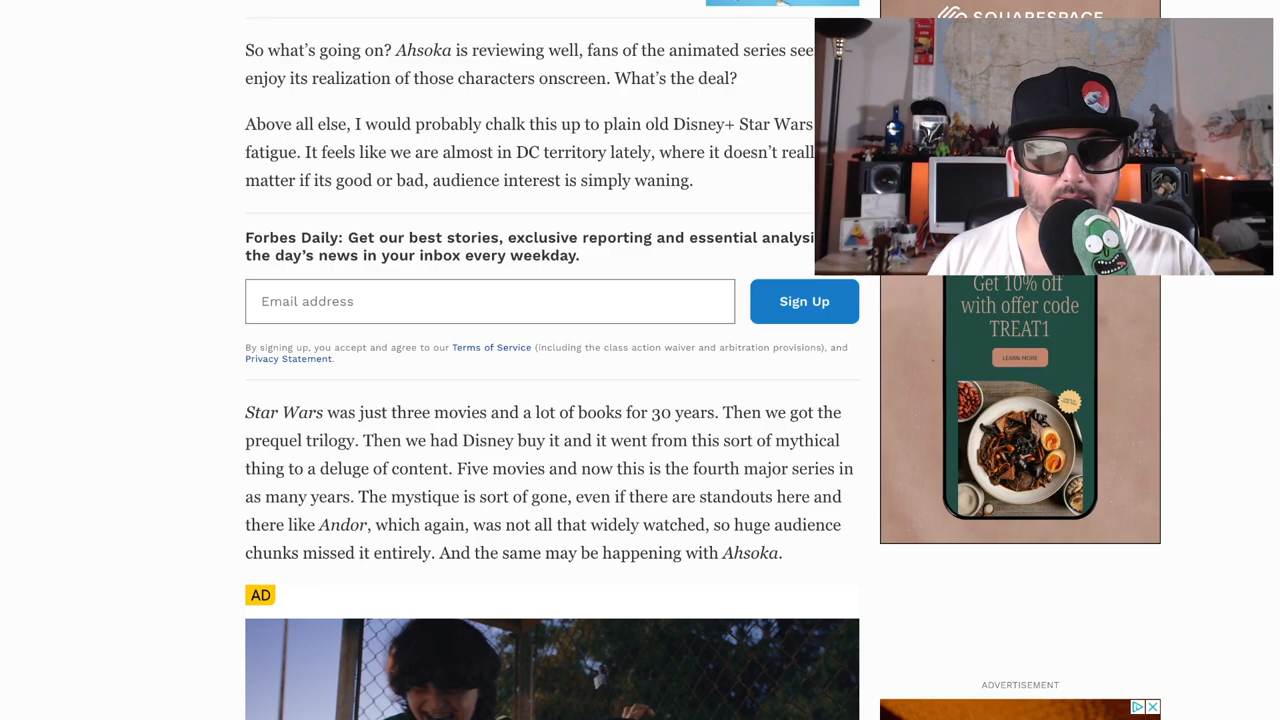 SQUARESPACE
So what's going on? Ahsoka is reviewing well, fans of the animated series see
enjoy its realization of those characters onscreen. What's the deal?
Above all else, I would probably chalk this up to plain old Disney+ Star Wars
fatigue. It feels like we are almost in DC territory lately, where it doesn't reall
matter if its good or bad, audience interest is simply waning.
Forbes Daily: Get our best stories, exclusive reporting and essential analysi
the day's news in your inbox every weekday.
Email address
Sign Up
By signing up, you accept and agree to our Terms of Service (including the class action waiver and arbitration provisions), and
Privacy Statement.
Get 10% off
with offer code
TREAT1
LEARN MORE
Star Wars was just three movies and a lot of books for 30 years. Then we got the
prequel trilogy. Then we had Disney buy it and it went from this sort of mythical
thing to a deluge of content. Five movies and now this is the fourth major series in
as many years. The mystique is sort of gone, even if there are standouts here and
there like Andor, which again, was not all that widely watched, so huge audience
chunks missed it entirely. And the same may be happening with Ahsoka.
AD
ADVERTISEMENT